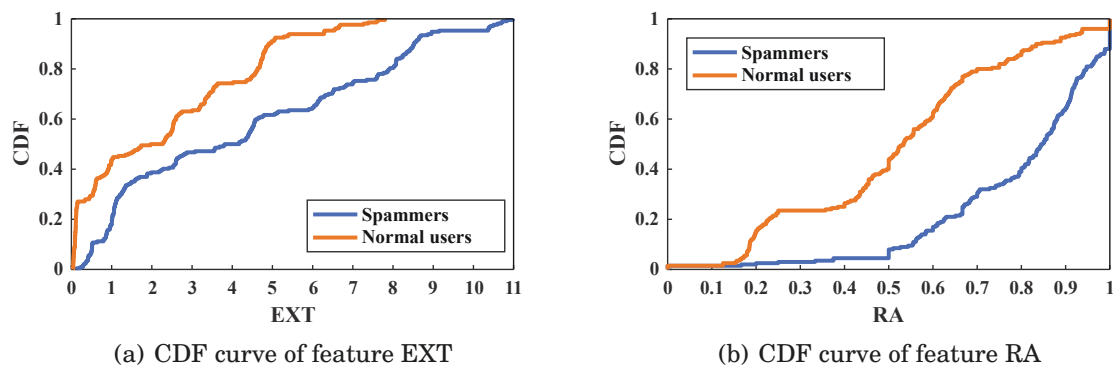 1
0.8
0.6
0.4
0.2
0
CDF
Spammers
Normal users
0 1 2 3 4 5 6 7 8 9 10 11
EXT
(a) CDF curve of feature EXT
1
0.8
0.6
0.4
0.2
0
CDF
Spammers
Normal users
0 0.1 0.2 0.3 0.4 0.5 0.6 0.7 0.8 0.9 1
RA
(b) CDF curve of feature RA